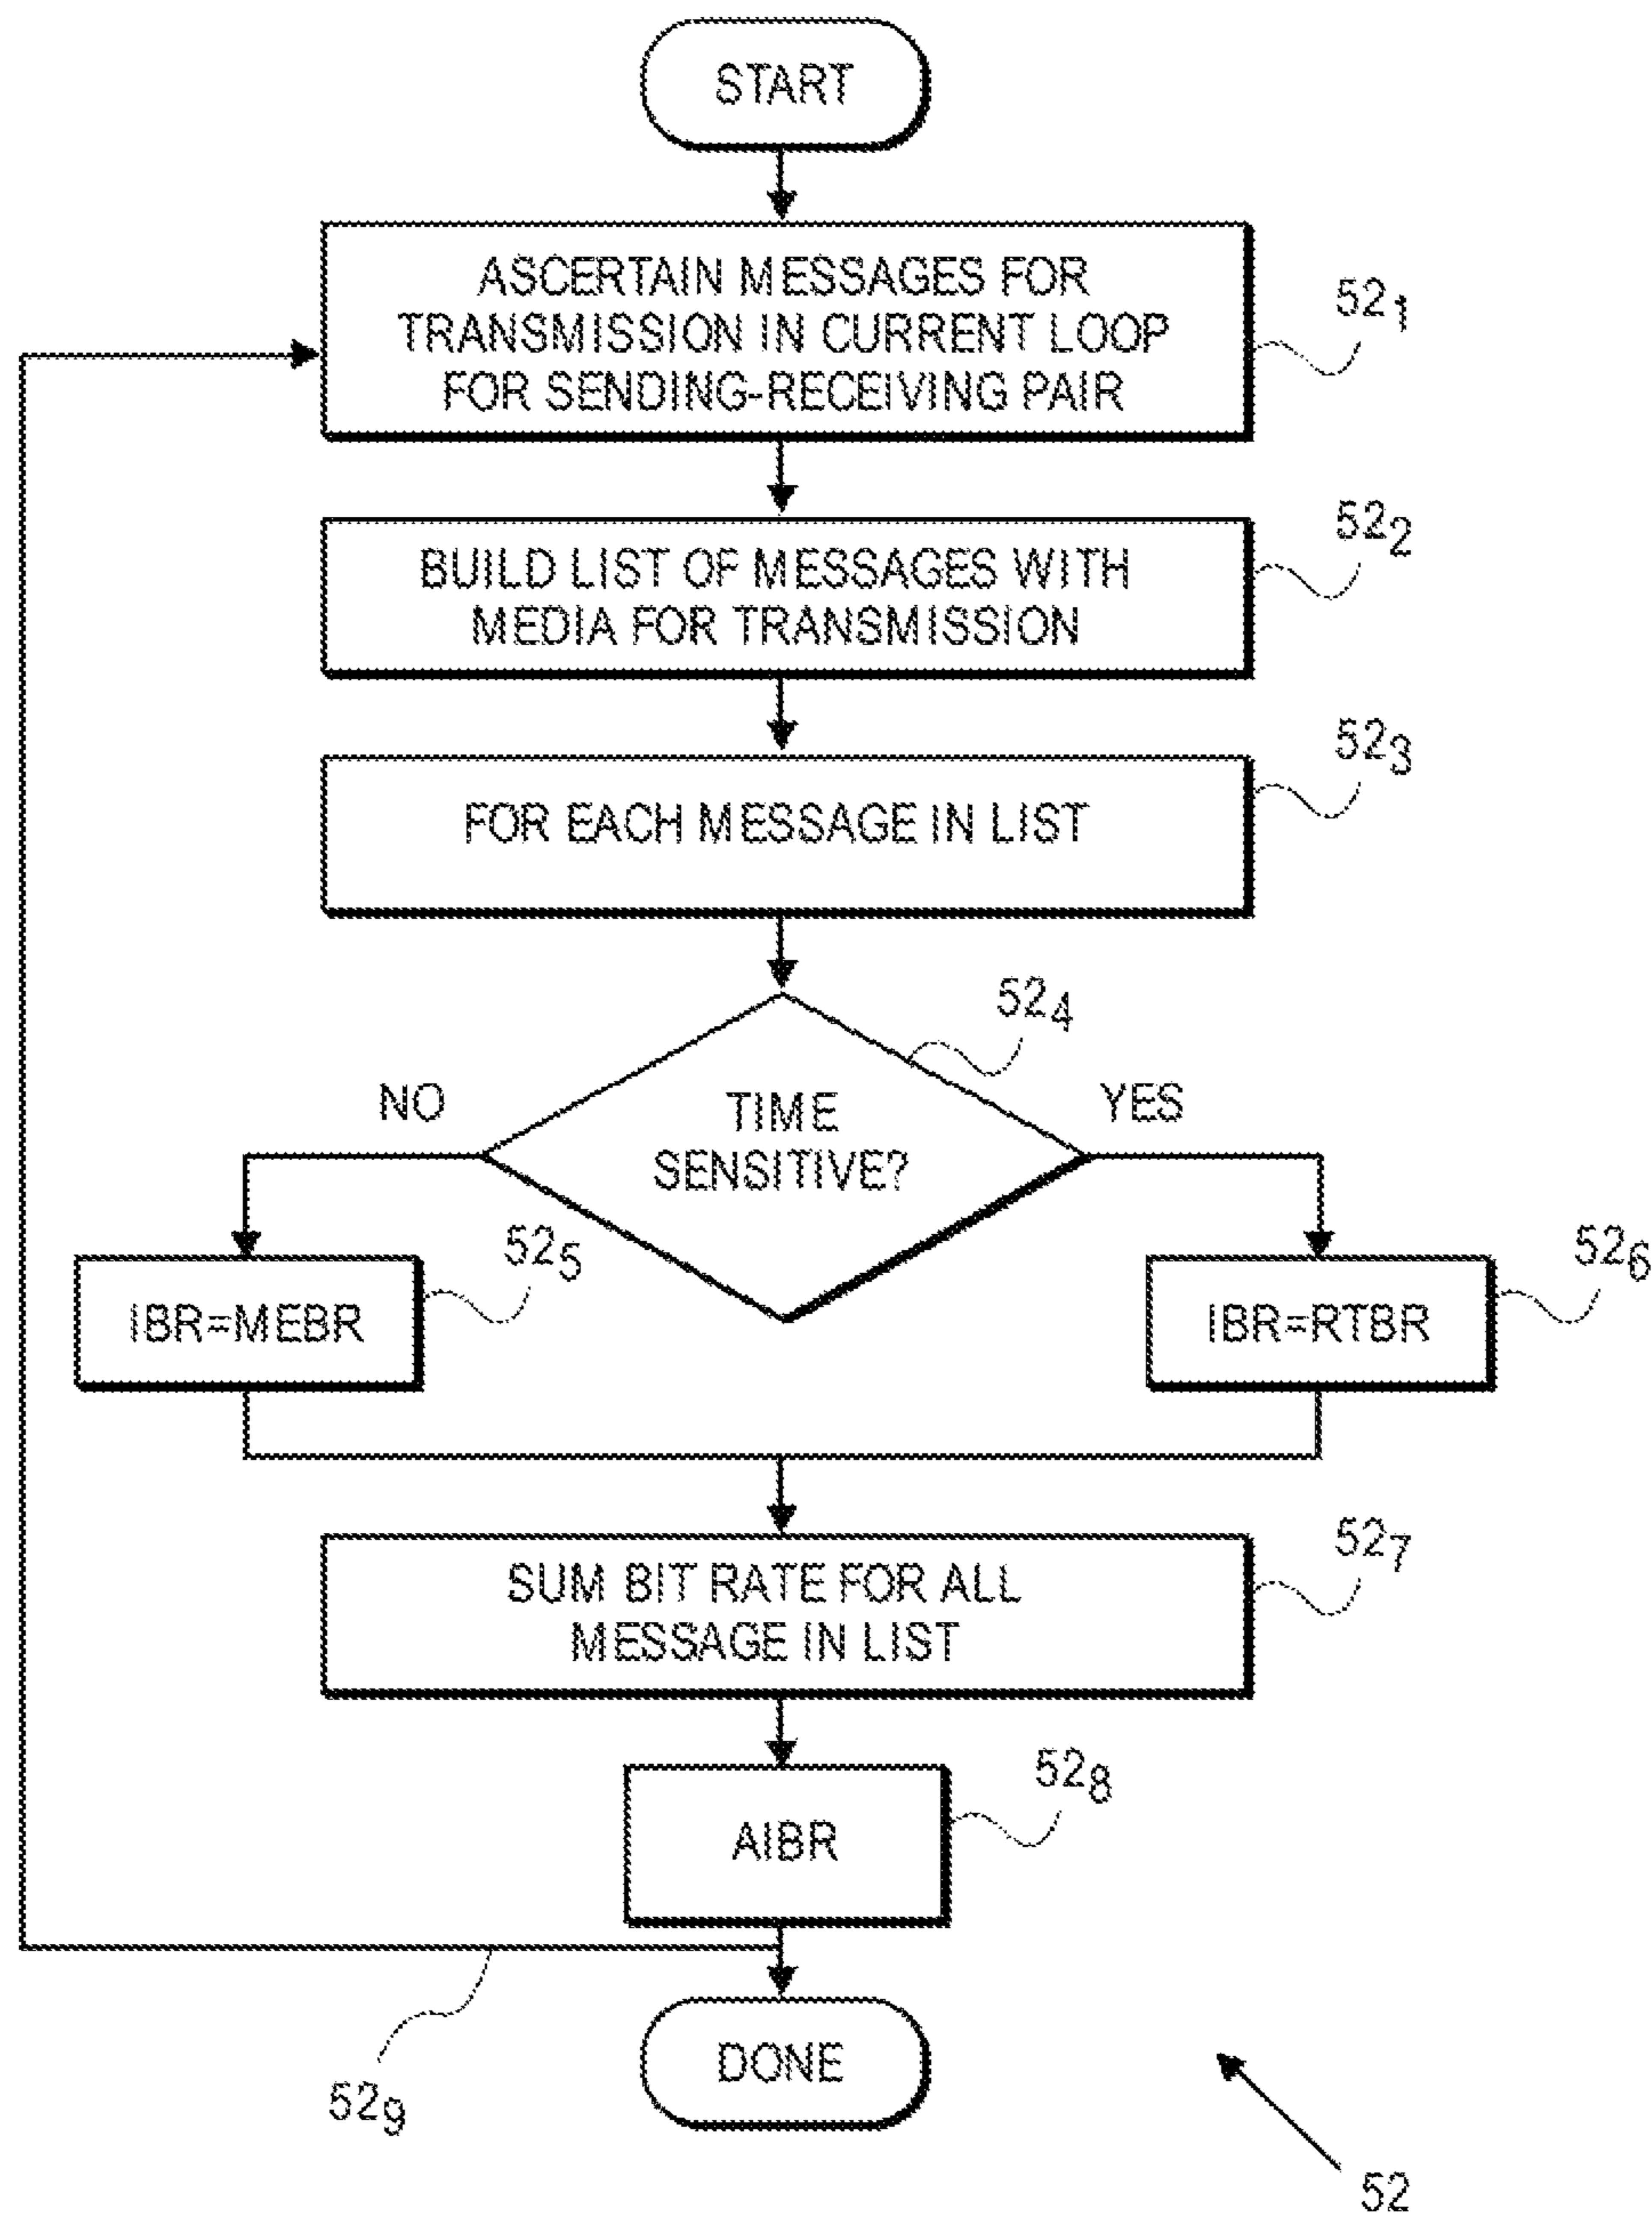 START
ASCERTAIN MESSAGES FOR
TRANSMISSION IN CURRENT LOOP
FOR SENDING-RECEIVING PAIR
52₁
BUILD LIST OF MESSAGES WITH
MEDIA FOR TRANSMISSION
52₂
FOR EACH MESSAGE IN LIST
52₃
TIME
SENSITIVE?
52₄
NO
YES
IBR=MEBR
52₅
IBR=RTBR
52₆
SUM BIT RATE FOR ALL
MESSAGE IN LIST
52₇
AIBR
52₈
DONE
52₉
52